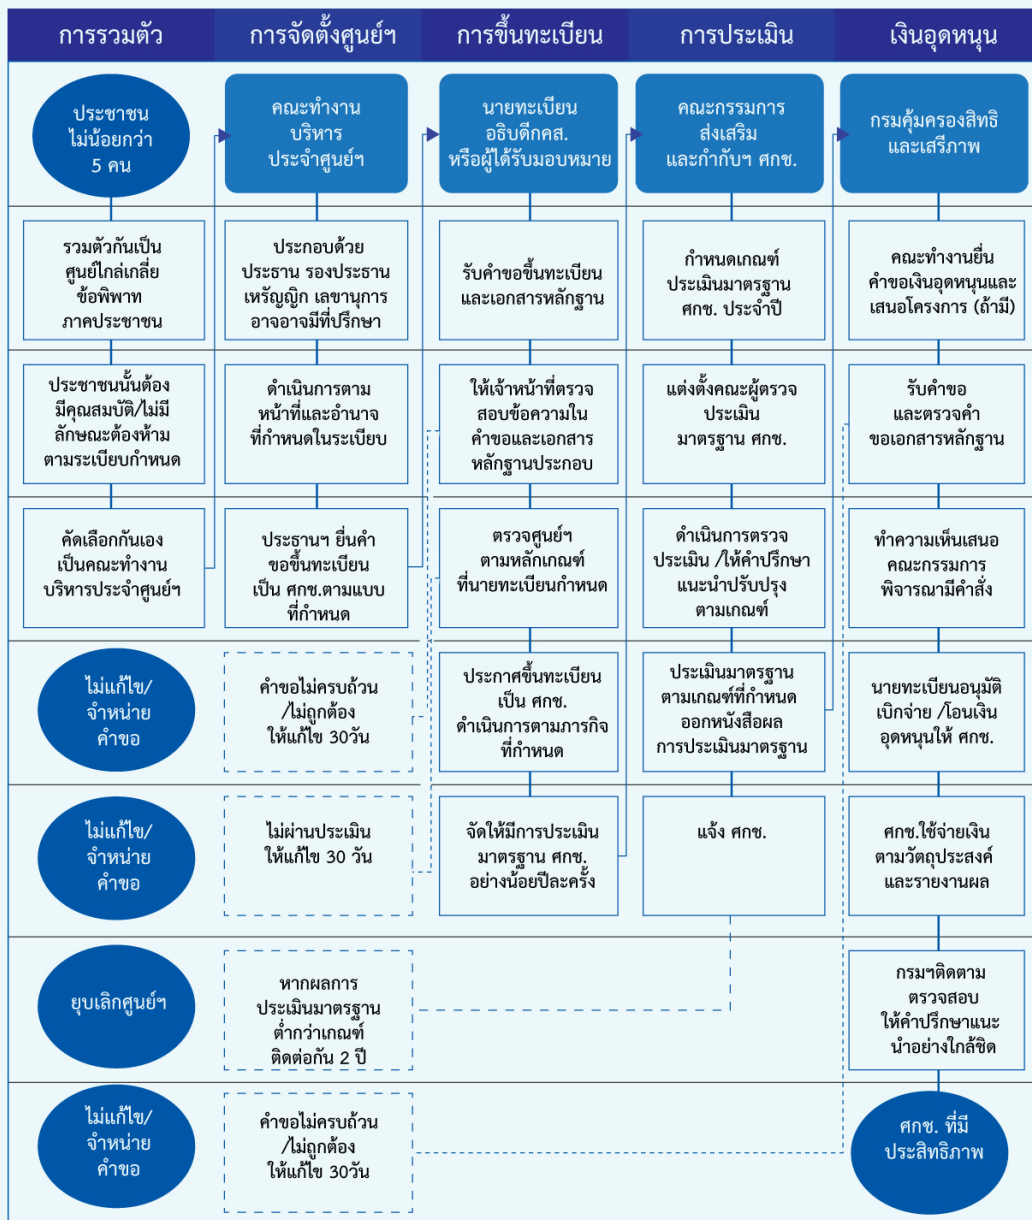 การรวมตัว
การจัดตั้งศูนย์ฯ
การขึ้นทะเบียน
การประเมิน
เงินอุดหนุน
ประชาชน
ไม่น้อยกว่า
5 คน
คณะทำงาน
บริหาร
ประจำศูนย์ฯ
นายทะเบียน
อธิบดีกคส.
หรือผู้ได้รับมอบหมาย
คณะกรรมการ
ส่งเสริม
และกำกับฯ ศกช.
กรมคุ้มครองสิทธิ
และเสรีภาพ
รวมตัวกันเป็น
ศูนย์ไกล่เกลี่ย
ข้อพิพาท
ภาคประชาชน
ประกอบด้วย
ประธาน รองประธาน
เหรัญญิก เลขานุการ
อาจอาจมีที่ปรึกษา
รับคำขอขึ้นทะเบียน
และเอกสารหลักฐาน
กำหนดเกณฑ์
ประเมินมาตรฐาน
ศกช. ประจำปี
คณะทำงานยื่น
คำขอเงินอุดหนุนและ
เสนอโครงการ (ถ้ามี)
ประชาชนนั้นต้อง
มีคุณสมบัติ/ไม่มี
ลักษณะต้องห้าม
ตามระเบียบกำหนด
ดำเนินการตาม
หน้าที่และอำนาจ
ที่กำหนดในระเบียบ
ให้เจ้าหน้าที่ตรวจ
สอบข้อความใน
คำขอและเอกสาร
หลักฐานประกอบ
แต่งตั้งคณะผู้ตรวจ
ประเมิน
มาตรฐาน ศกช.
รับคำขอ
และตรวจคำ
ขอเอกสารหลักฐาน
คัดเลือกกันเอง
เป็นคณะทำงาน
บริหารประจำศูนย์ฯ
ประธานฯ ยื่นคำ
ขอขึ้นทะเบียน
เป็น ศกช.ตามแบบ
ที่กำหนด
ตรวจศูนย์ฯ
ตามหลักเกณฑ์
ที่นายทะเบียนกำหนด
ดำเนินการตรวจ
ประเมิน /ให้คำปรึกษา
แนะนำปรับปรุง
ตามเกณฑ์
ทำความเห็นเสนอ
คณะกรรมการ
พิจารณามีคำสั่ง
ไม่แก้ไข/
จำหน่าย
คำขอ
คำขอไม่ครบถ้วน
/ไม่ถูกต้อง
ให้แก้ไข 30วัน
ประกาศขึ้นทะเบียน
เป็น ศกช.
ดำเนินการตามภารกิจ
ที่กำหนด
ประเมินมาตรฐาน
ตามเกณฑ์ที่กำหนด
ออกหนังสือผล
การประเมินมาตรฐาน
นายทะเบียนอนุมัติ
เบิกจ่าย /โอนเงิน
อุดหนุนให้ ศกช.
ไม่แก้ไข/
จำหน่าย
คำขอ
ไม่ผ่านประเมิน
ให้แก้ไข 30 วัน
จัดให้มีการประเมิน
มาตรฐาน ศกช.
อย่างน้อยปีละครั้ง
แจ้ง ศกช.
ศกช.ใช้จ่ายเงิน
ตามวัตถุประสงค์
และรายงานผล
ยุบเลิกศูนย์ฯ
หากผลการ
ประเมินมาตรฐาน
ต่ำกว่าเกณฑ์
ติดต่อกัน 2 ปี
กรมฯติดตาม
ตรวจสอบ
ให้คำปรึกษาแนะ
นำอย่างใกล้ชิด
ไม่แก้ไข/
จำหน่าย
คำขอ
คำขอไม่ครบถ้วน
/ไม่ถูกต้อง
ให้แก้ไข 30วัน
ศกช. ที่มี
ประสิทธิภาพ